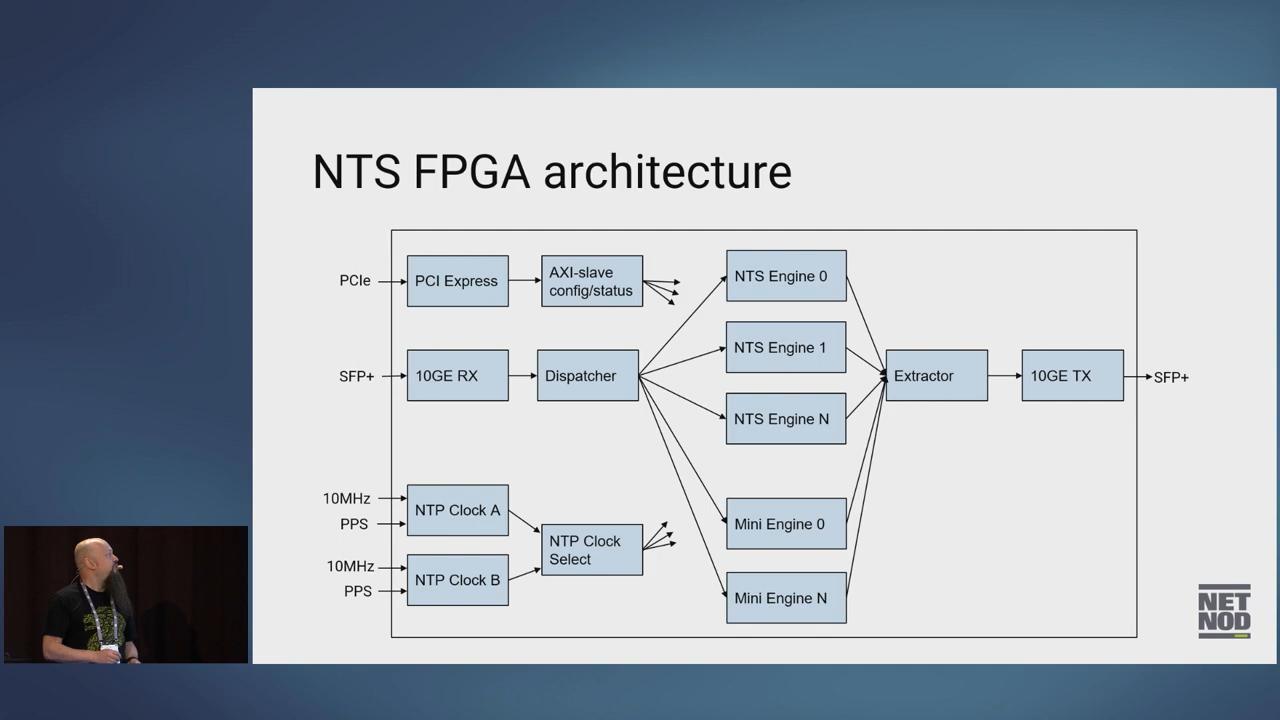 NTS FPGA architecture
PCIe
PCI Express
AXI-slave
config/status
NTS Engine 0
NTS Engine 1
SFP+
10GE RX
Dispatcher
Extractor
10GE TX
SFP+
NTS Engine N
10MHz
PPS
NTP Clock A
10MHz
PPS
NTP Clock B
NTP Clock
Select
Mini Engine 0
Mini Engine N
NET
NOD